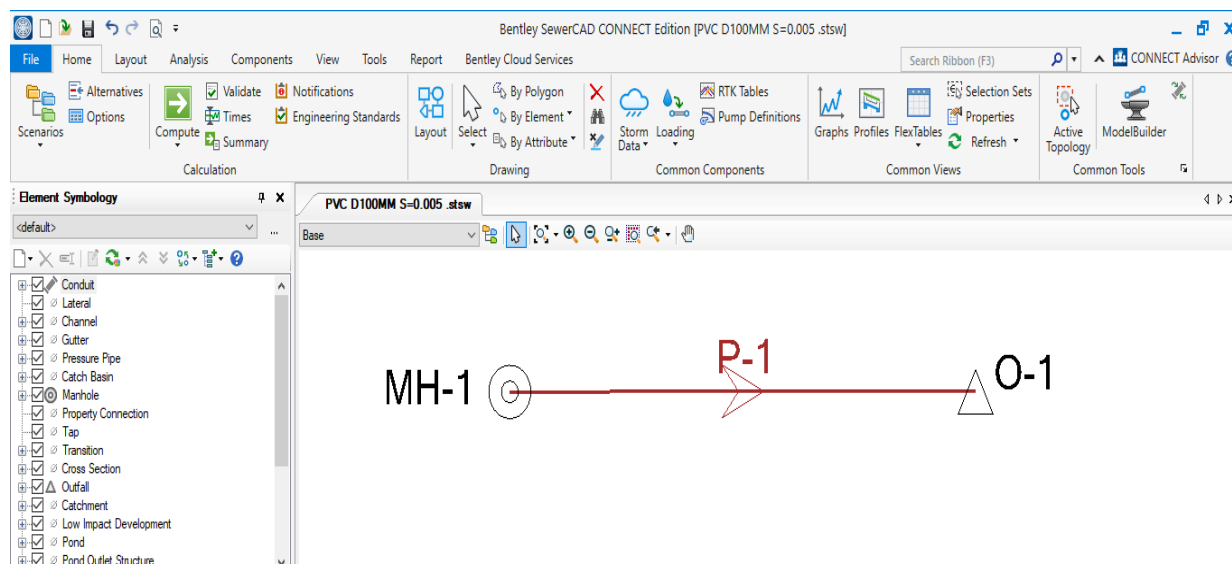 Bentley SewerCAD CONNECT Edition [PVC D100MM S=0.005 .stsw]
File Home Layout Analysis Components View Tools Report Bentley Cloud Services Search Ribbon (F3) CONNECT Advisor
Scenarios
Alternatives
Options
Compute
Validate
Times
Summary
Notifications
Engineering Standards
Calculation
Layout
Select
By Polygon
By Element
By Attribute
Drawing
Storm Data
Loading
RTK Tables
Pump Definitions
Common Components
Graphs
Profiles
FlexTables
Selection Sets
Properties
Refresh
Common Views
Active Topology
ModelBuilder
Common Tools
Element Symbology
<default>
...
Conduit
Lateral
Channel
Gutter
Pressure Pipe
Catch Basin
Manhole
Property Connection
Tap
Transition
Cross Section
Outfall
Catchment
Low Impact Development
Pond
Pond Outlet Structure
PVC D100MM S=0.005 .stsw
Base
MH-1
P-1
O-1